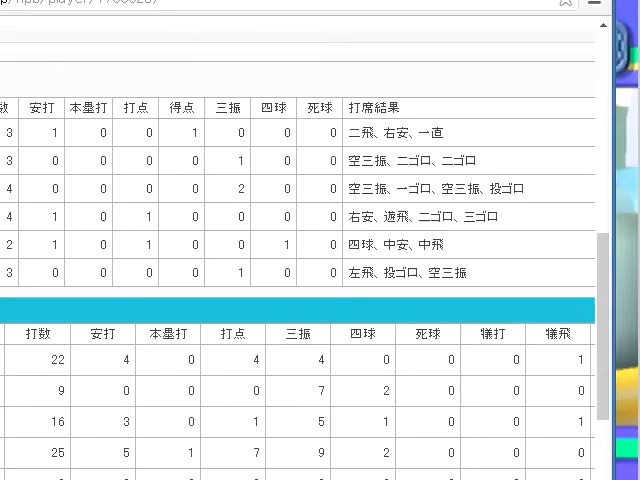 安打 本塁打 打点 得点 三振 四球 死球 打席結果
3 1 0 0 1 0 0 0 二飛、右安、一直
3 0 0 0 0 1 0 0 空三振、二ゴロ、二ゴロ
4 0 0 0 0 2 0 0 空三振、一ゴロ、空三振、投ゴロ
4 1 0 1 0 0 0 0 右安、遊飛、二ゴロ、三ゴロ
2 1 0 1 0 0 1 0 四球、中安、中飛
3 0 0 0 0 1 0 0 左飛、投ゴロ、空三振
打数 安打 本塁打 打点 三振 四球 死球 犠打 犠飛
22 4 0 4 4 0 0 0 1
9 0 0 0 7 2 0 0 0
16 3 0 1 5 1 0 0 1
25 5 1 7 9 2 0 0 0